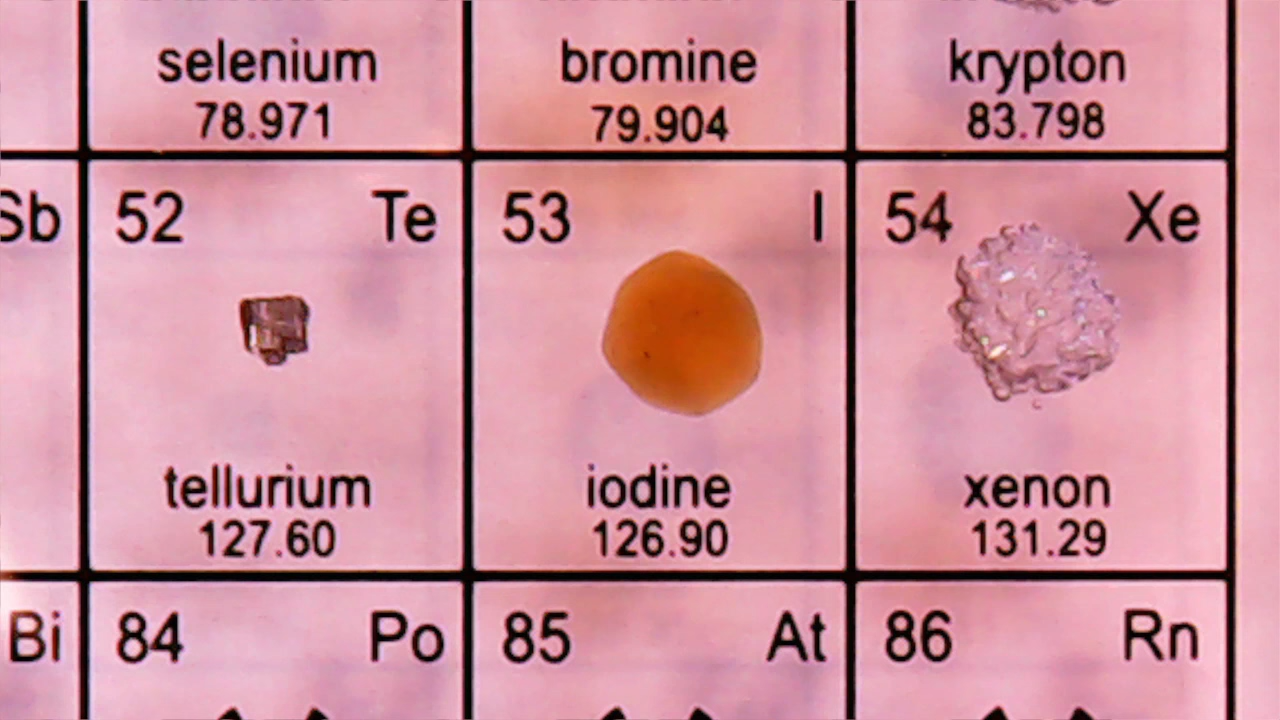 selenium
78.971
bromine
79.904
krypton
83.798
Sb
52 Te
tellurium
127.60
53 I
iodine
126.90
54 Xe
xenon
131.29
Bi
84 Po
85 At
86 Rn